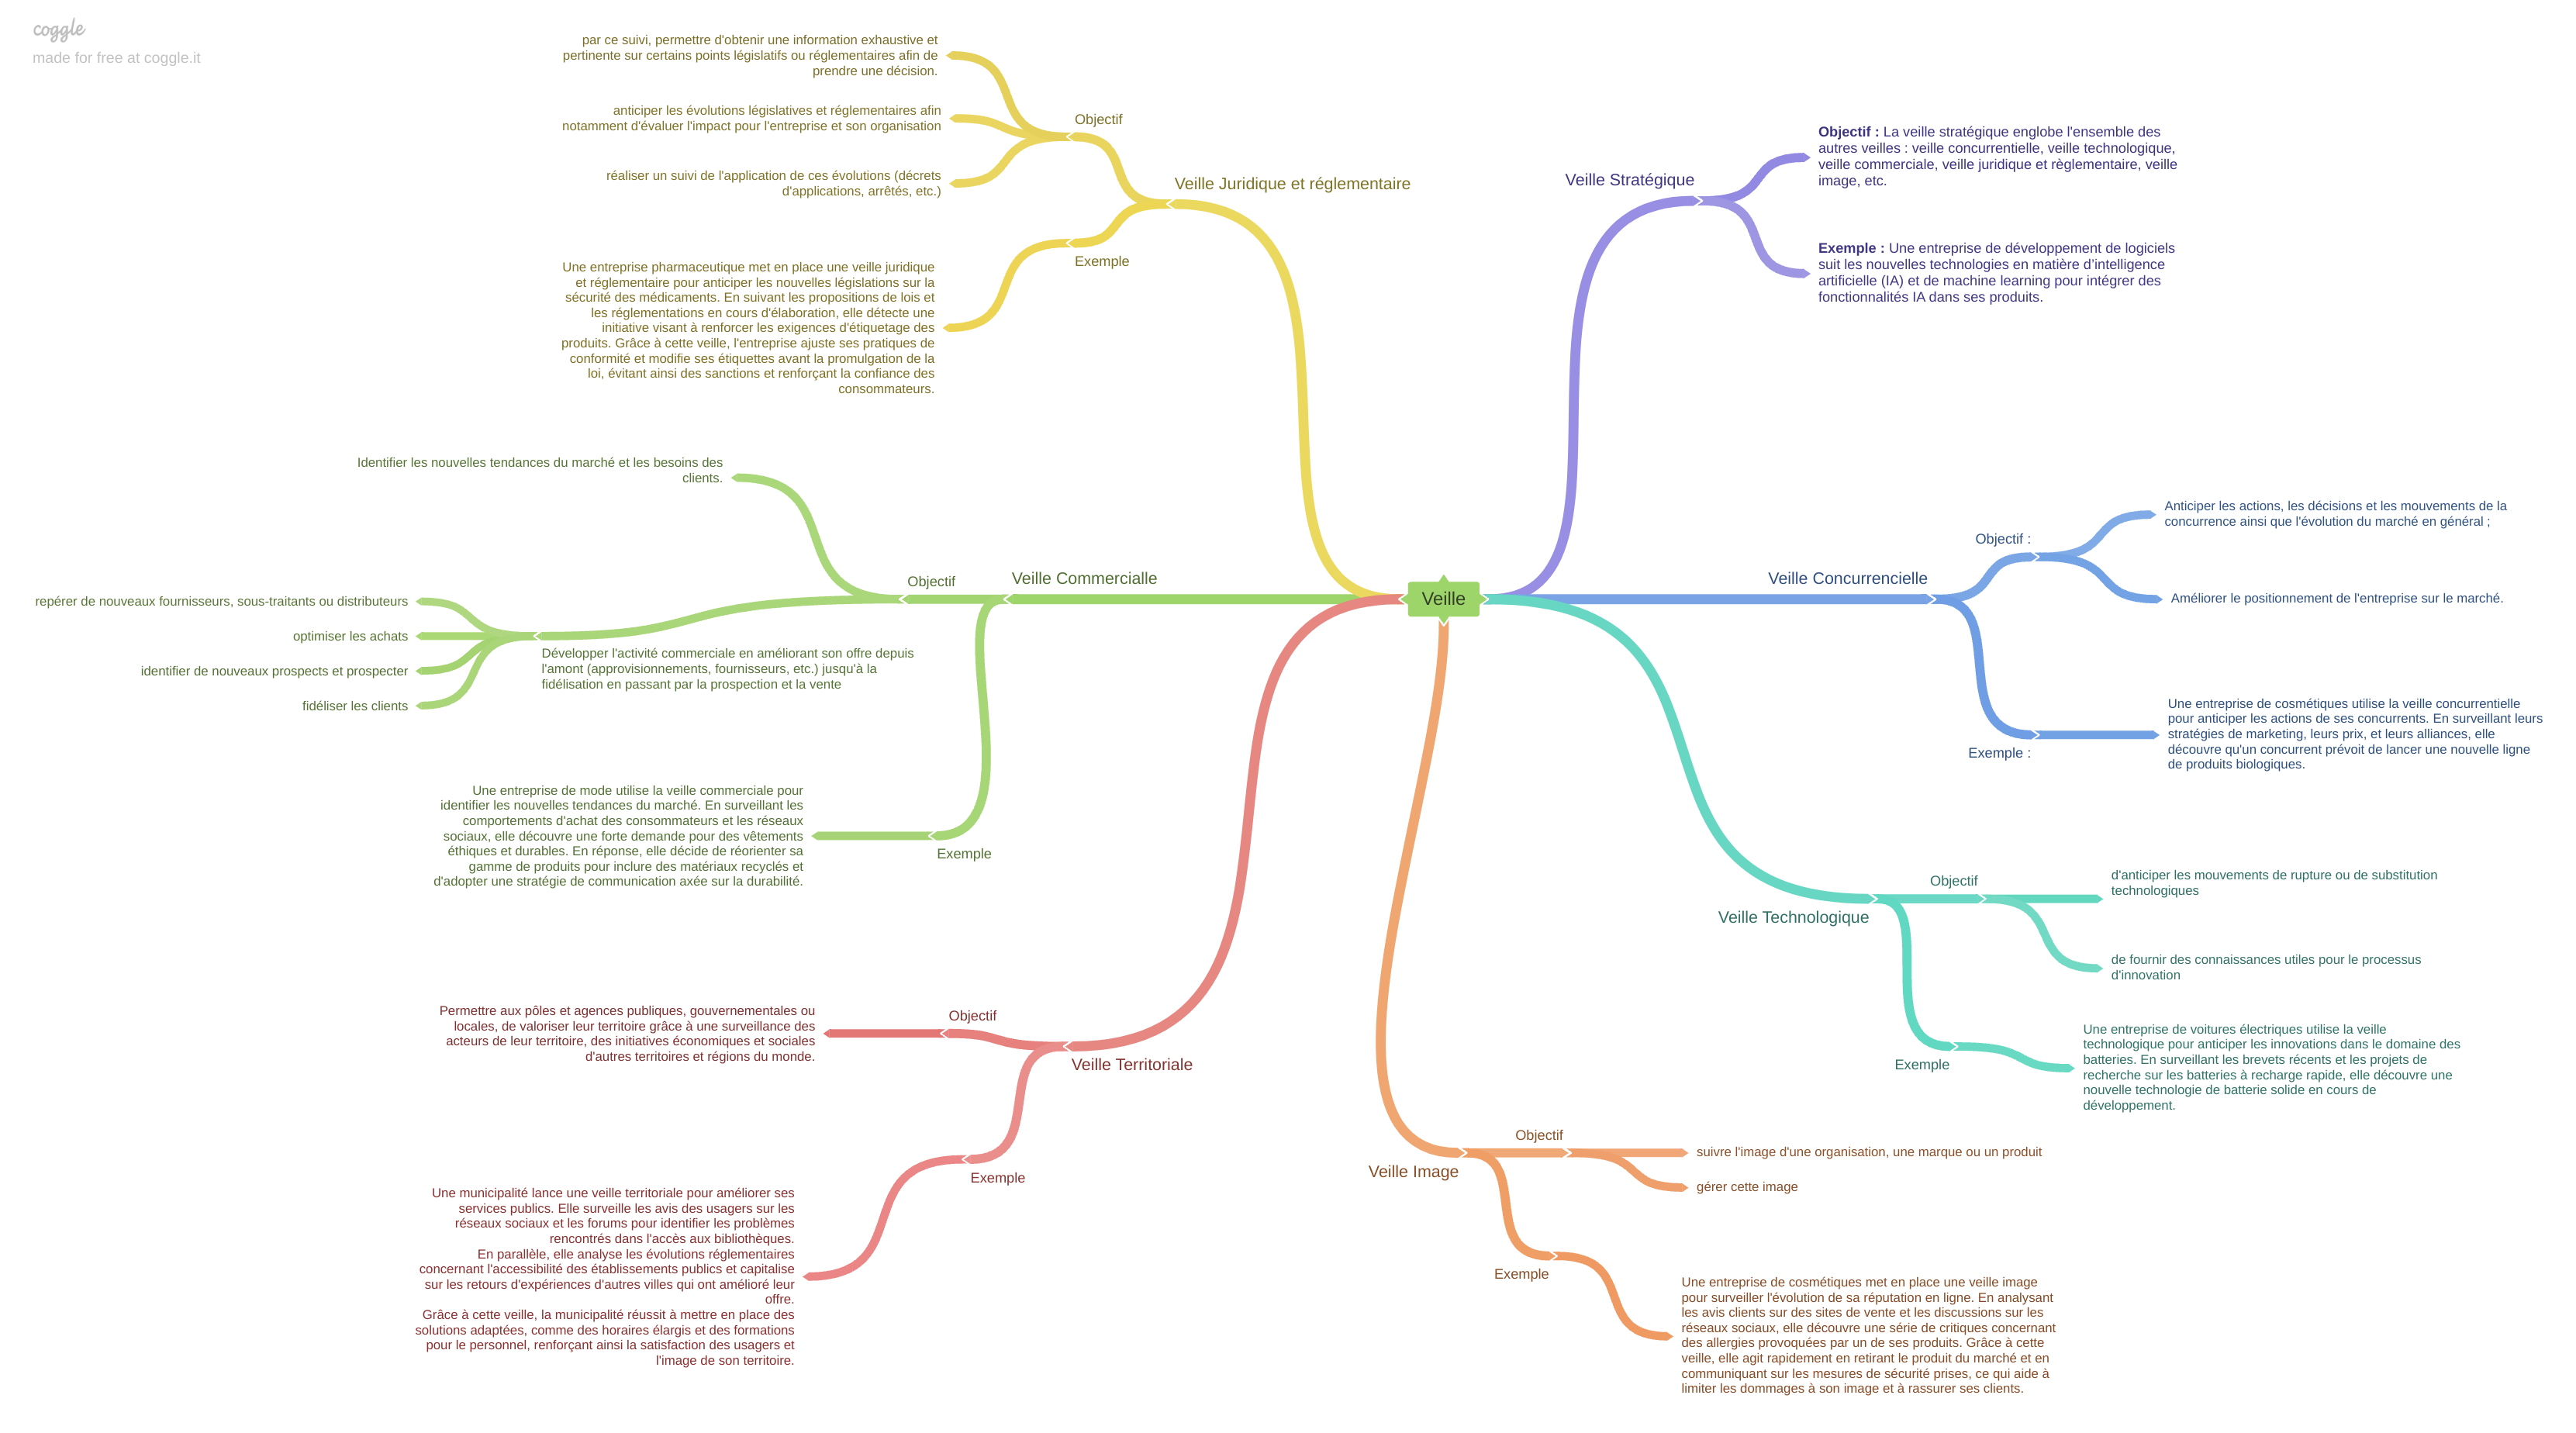 coggle
made for free at coggle.it
par ce suivi, permettre d'obtenir une information exhaustive et
pertinente sur certains points législatifs ou réglementaires afin de
prendre une décision.
anticiper les évolutions législatives et réglementaires afin
notamment d'évaluer l'impact pour l'entreprise et son organisation
réaliser un suivi de l'application de ces évolutions (décrets
d'applications, arrêtés, etc.)
Objectif
Veille Juridique et réglementaire
Exemple
Une entreprise pharmaceutique met en place une veille juridique
et réglementaire pour anticiper les nouvelles législations sur la
sécurité des médicaments. En suivant les propositions de lois et
les réglementations en cours d'élaboration, elle détecte une
initiative visant à renforcer les exigences d'étiquetage des
produits. Grâce à cette veille, l'entreprise ajuste ses pratiques de
conformité et modifie ses étiquettes avant la promulgation de la
loi, évitant ainsi des sanctions et renforçant la confiance des
consommateurs.
Veille Stratégique
Objectif : La veille stratégique englobe l'ensemble des
autres veilles : veille concurrentielle, veille technologique,
veille commerciale, veille juridique et règlementaire, veille
image, etc.
Exemple : Une entreprise de développement de logiciels
suit les nouvelles technologies en matière d'intelligence
artificielle (IA) et de machine learning pour intégrer des
fonctionnalités IA dans ses produits.
Identifier les nouvelles tendances du marché et les besoins des
clients.
Objectif
Veille Commercialle
repérer de nouveaux fournisseurs, sous-traitants ou distributeurs
optimiser les achats
identifier de nouveaux prospects et prospecter
fidéliser les clients
Développer l'activité commerciale en améliorant son offre depuis
l'amont (approvisionnements, fournisseurs, etc.) jusqu'à la
fidélisation en passant par la prospection et la vente
Une entreprise de mode utilise la veille commerciale pour
identifier les nouvelles tendances du marché. En surveillant les
comportements d'achat des consommateurs et les réseaux
sociaux, elle découvre une forte demande pour des vêtements
éthiques et durables. En réponse, elle décide de réorienter sa
gamme de produits pour inclure des matériaux recyclés et
d'adopter une stratégie de communication axée sur la durabilité.
Exemple
Veille
Veille Concurrencielle
Objectif :
Anticiper les actions, les décisions et les mouvements de la
concurrence ainsi que l'évolution du marché en général ;
Améliorer le positionnement de l'entreprise sur le marché.
Exemple :
Une entreprise de cosmétiques utilise la veille concurrentielle
pour anticiper les actions de ses concurrents. En surveillant leurs
stratégies de marketing, leurs prix, et leurs alliances, elle
découvre qu'un concurrent prévoit de lancer une nouvelle ligne
de produits biologiques.
Veille Technologique
Objectif
d'anticiper les mouvements de rupture ou de substitution
technologiques
de fournir des connaissances utiles pour le processus
d'innovation
Exemple
Une entreprise de voitures électriques utilise la veille
technologique pour anticiper les innovations dans le domaine des
batteries. En surveillant les brevets récents et les projets de
recherche sur les batteries à recharge rapide, elle découvre une
nouvelle technologie de batterie solide en cours de
développement.
Permettre aux pôles et agences publiques, gouvernementales ou
locales, de valoriser leur territoire grâce à une surveillance des
acteurs de leur territoire, des initiatives économiques et sociales
d'autres territoires et régions du monde.
Objectif
Veille Territoriale
Exemple
Une municipalité lance une veille territoriale pour améliorer ses
services publics. Elle surveille les avis des usagers sur les
réseaux sociaux et les forums pour identifier les problèmes
rencontrés dans l'accès aux bibliothèques.
En parallèle, elle analyse les évolutions réglementaires
concernant l'accessibilité des établissements publics et capitalise
sur les retours d'expériences d'autres villes qui ont amélioré leur
offre.
Grâce à cette veille, la municipalité réussit à mettre en place des
solutions adaptées, comme des horaires élargis et des formations
pour le personnel, renforçant ainsi la satisfaction des usagers et
l'image de son territoire.
Veille Image
Objectif
suivre l'image d'une organisation, une marque ou un produit
gérer cette image
Exemple
Une entreprise de cosmétiques met en place une veille image
pour surveiller l'évolution de sa réputation en ligne. En analysant
les avis clients sur des sites de vente et les discussions sur les
réseaux sociaux, elle découvre une série de critiques concernant
des allergies provoquées par un de ses produits. Grâce à cette
veille, elle agit rapidement en retirant le produit du marché et en
communiquant sur les mesures de sécurité prises, ce qui aide à
limiter les dommages à son image et à rassurer ses clients.